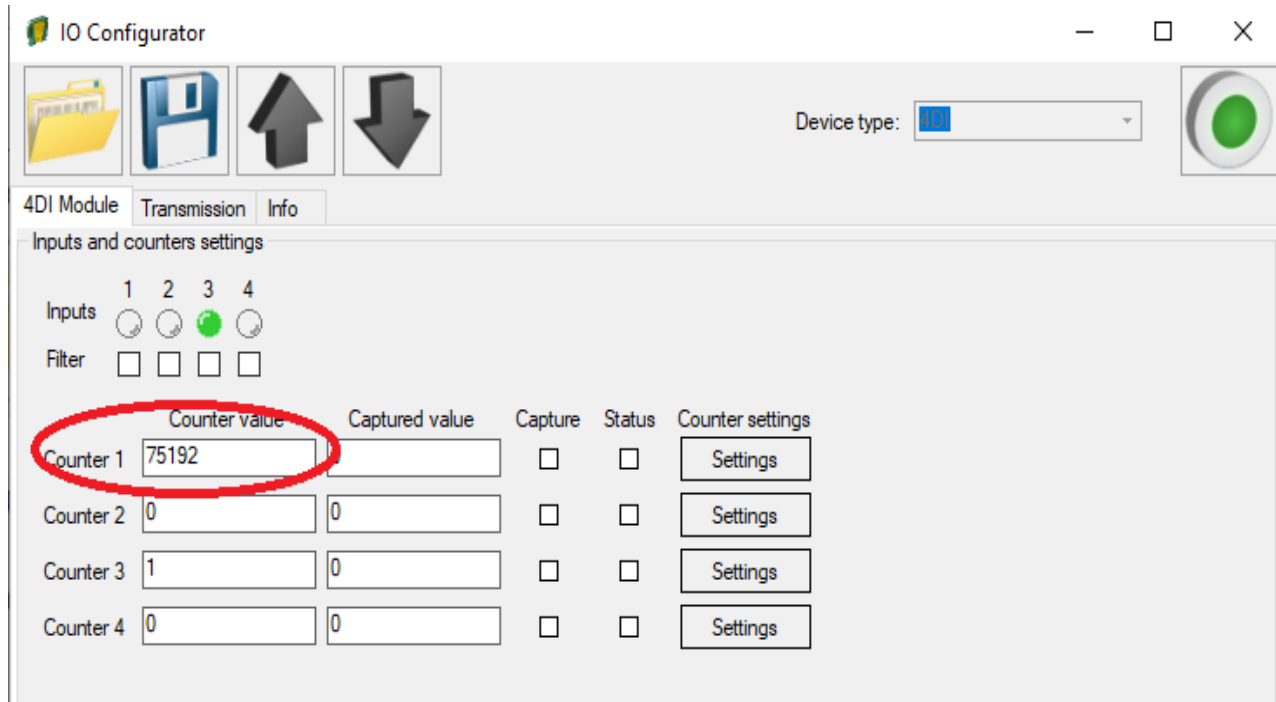 IO Configurator
Device type: 4DI
4DI Module Transmission Info
Inputs and counters settings
1 2 3 4
Inputs
Filter
Counter value Captured value Capture Status Counter settings
Counter 1 75192 Settings
Counter 2 0 0 Settings
Counter 3 1 0 Settings
Counter 4 0 0 Settings